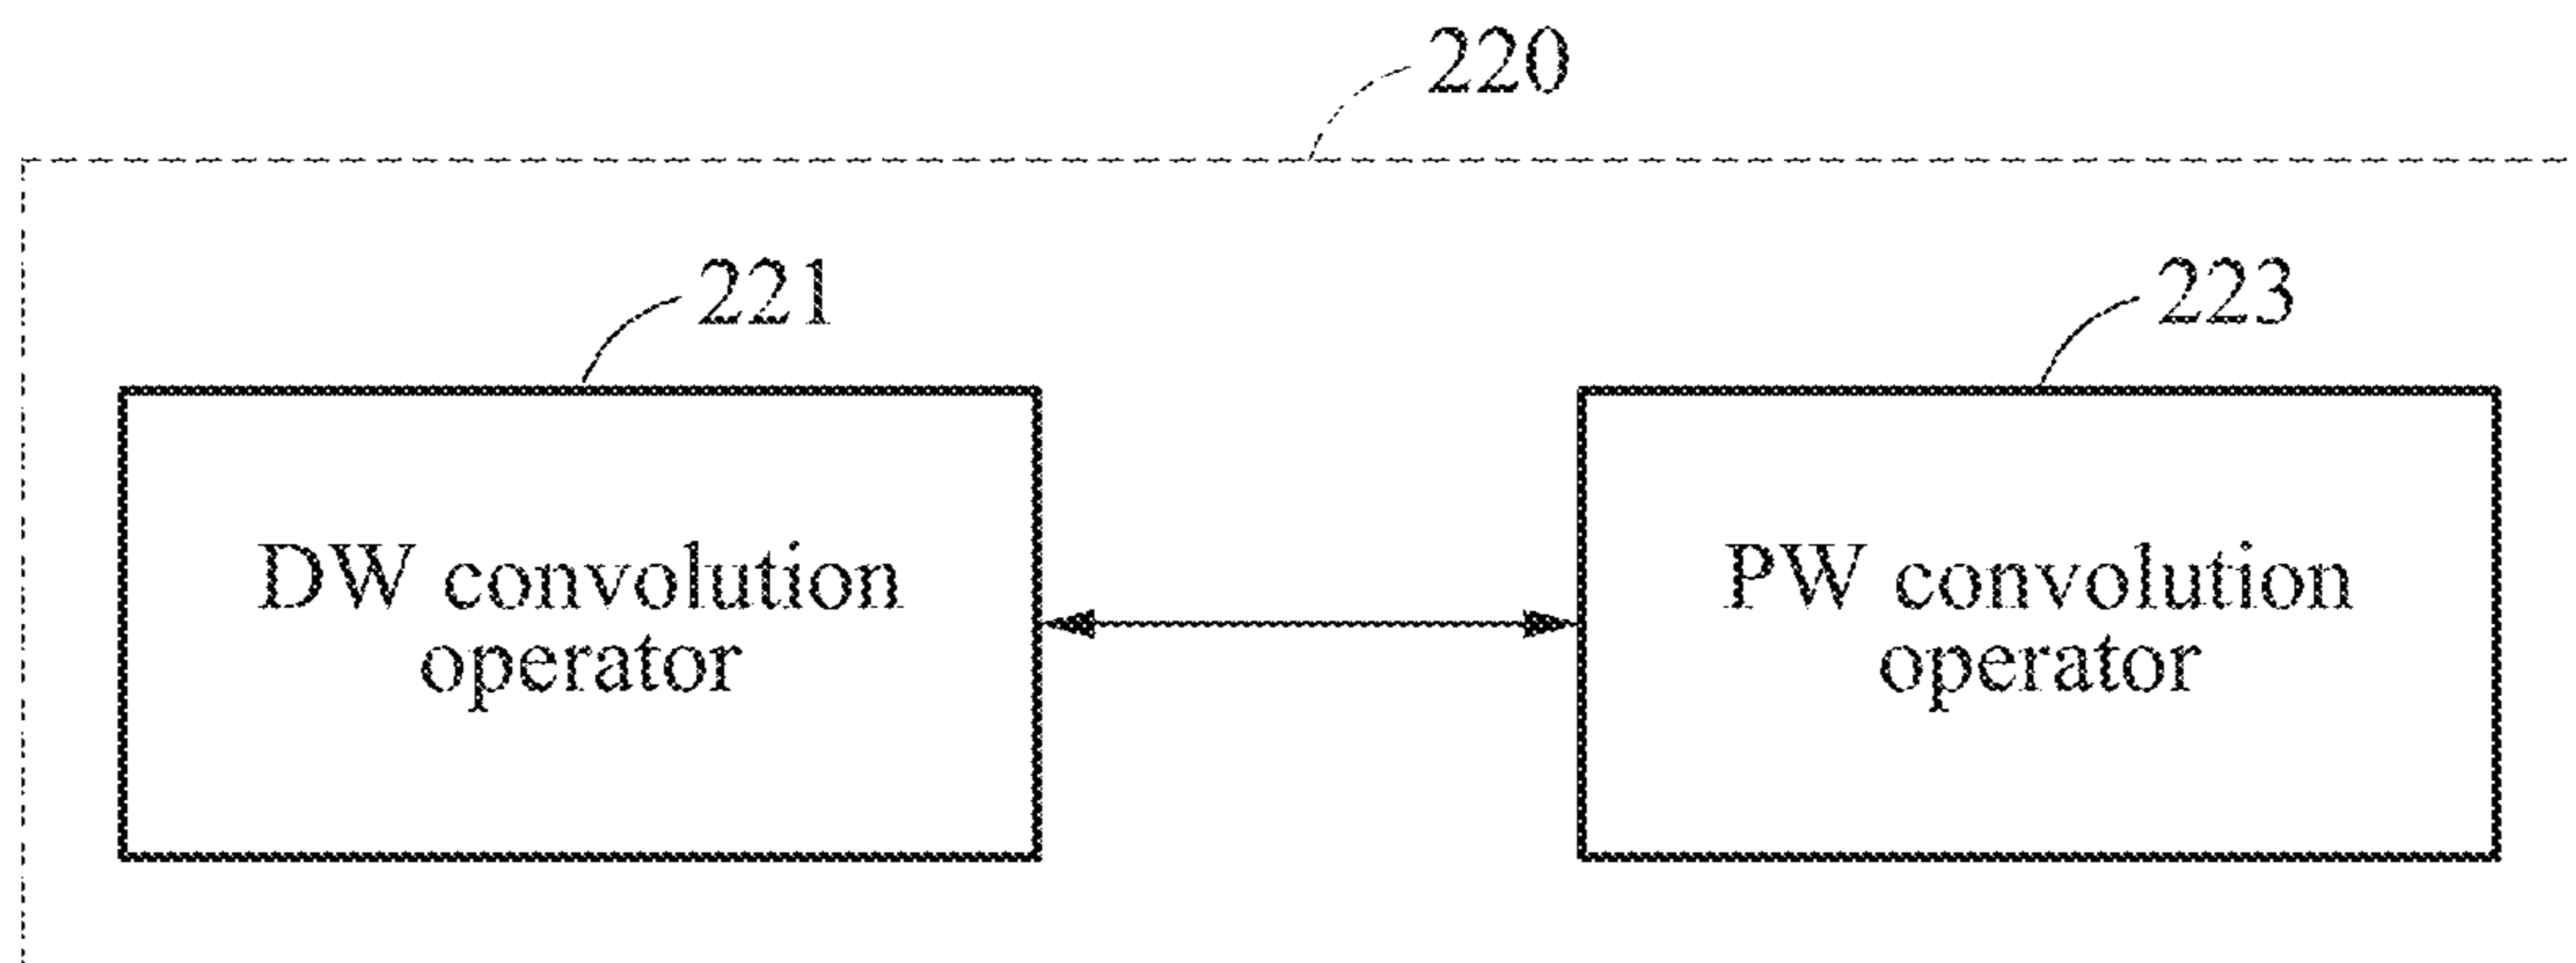 220
221
223
DW convolution
operator
PW convolution
operator